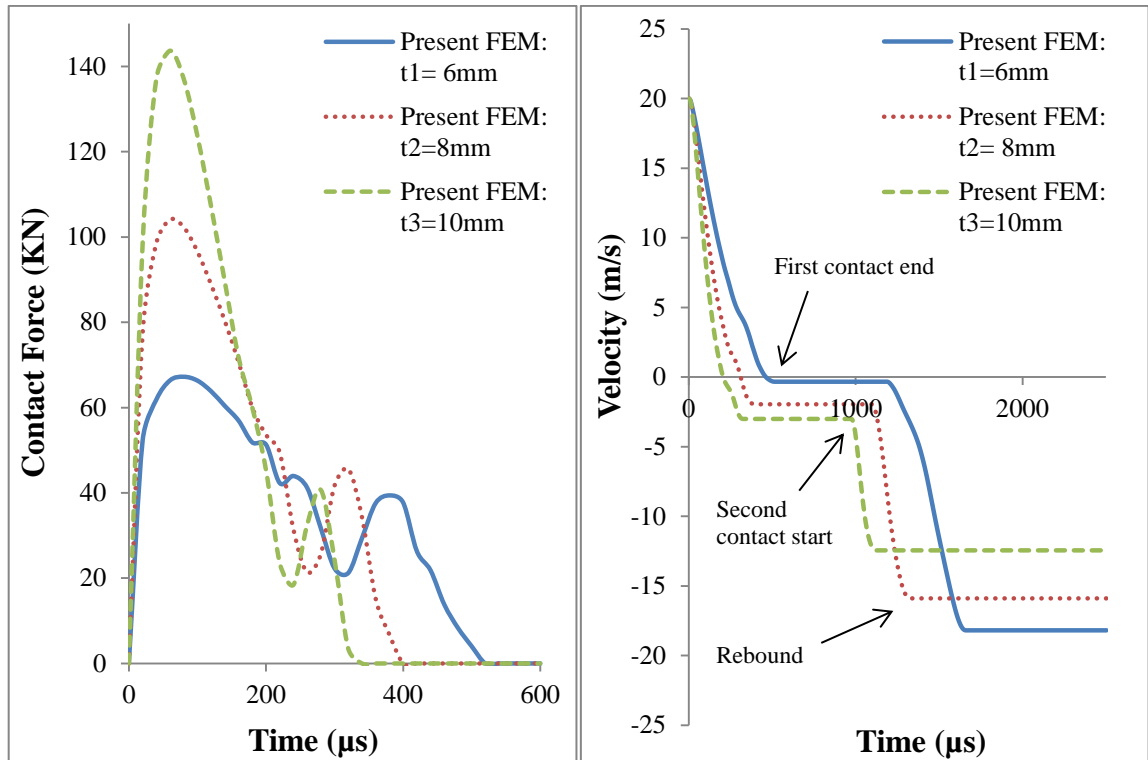 Present FEM:
t1= 6mm
Present FEM:
t2=8mm
Present FEM:
t3=10mm
Contact Force (KN)
140
120
100
80
60
40
20
0
0
200
400
600
Time (µs)
Present FEM:
t1=6mm
Present FEM:
t2= 8mm
Present FEM:
t3=10mm
Velocity (m/s)
25
20
15
10
5
0
-5
-10
-15
-20
-25
0
1000
2000
First contact end
Second
contact start
Rebound
Time (µs)